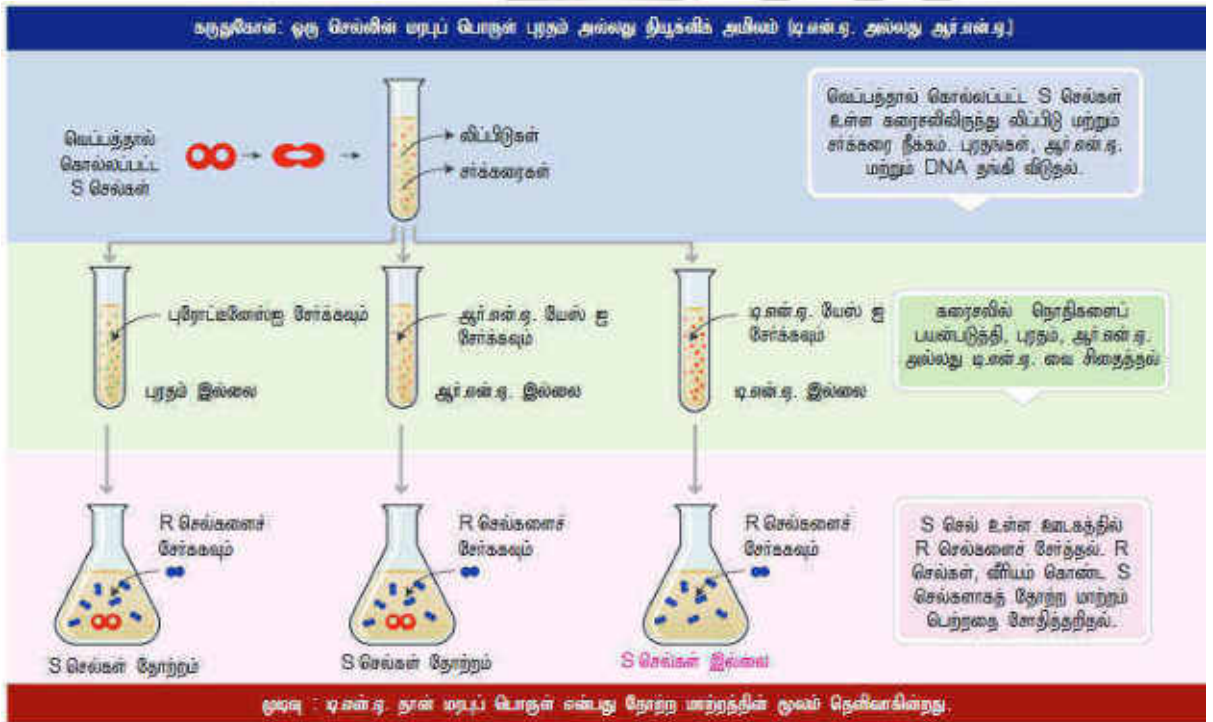 கருதுகோள்: ஒரு செல்லின் மரபுப் பொருள் புரதம் அல்லது நியூக்ளிக் அமிலம் (டி.என்.ஏ. அல்லது ஆர்.என்.ஏ.)
வெப்பத்தால்
கொல்லப்பட்ட
S செல்கள்
லிப்பிடுகள்
சர்க்கரைகள்
வெப்பத்தால் கொல்லப்பட்ட S செல்கள்
உள்ள கரைசலிலிருந்து லிப்பிடு மற்றும்
சர்க்கரை நீக்கம். புரதங்கள், ஆர்.என்.ஏ.
மற்றும் DNA தங்கி விடுதல்.
புரோட்டினேஸ்ஐ சேர்க்கவும்
புரதம் இல்லை
ஆர்.என்.ஏ. யேஸ் ஐ
சேர்க்கவும்
ஆர்.என்.ஏ. இல்லை
டி.என்.ஏ. யேஸ் ஐ
சேர்க்கவும்
டி.என்.ஏ. இல்லை
கரைசலில் நொதிகளைப்
பயன்படுத்தி, புரதம், ஆர்.என்.ஏ.
அல்லது டி.என்.ஏ. வை சிதைத்தல்
R செல்களைச்
சேர்க்கவும்
S செல்கள் தோற்றம்
R செல்களைச்
சேர்க்கவும்
S செல்கள் தோற்றம்
R செல்களைச்
சேர்க்கவும்
S செல்கள் இல்லை
S செல் உள்ள ஊடகத்தில்
R செல்களைச் சேர்த்தல். R
செல்கள், வீரியம் கொண்ட S
செல்களாகத் தோற்ற மாற்றம்
பெற்றதை சோதித்தறிதல்.
முடிவு : டி.என்.ஏ. தான் மரபுப் பொருள் என்பது தோற்ற மாற்றத்தின் மூலம் தெளிவாகின்றது.